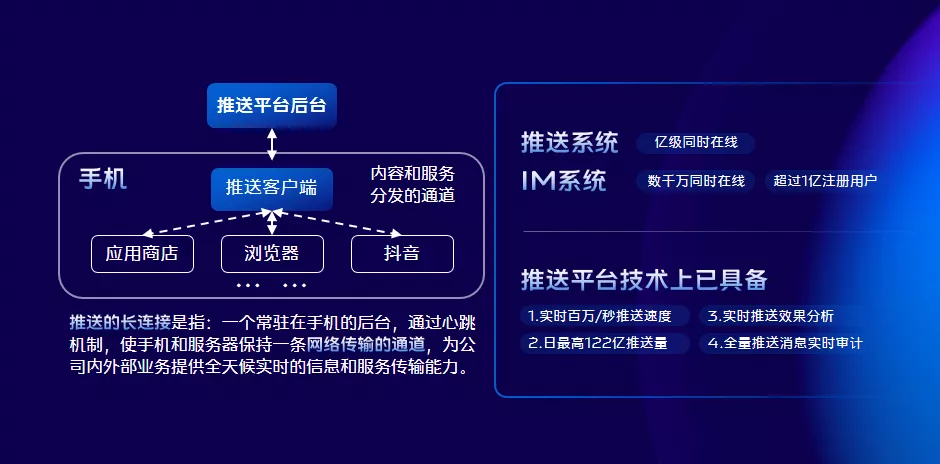 推送平台后台
手机
推送客户端
内容和服务
分发的通道
应用商店
浏览器
抖音
... ...
推送的长连接是指：一个常驻在手机的后台，通过心跳
机制，使手机和服务器保持一条网络传输的通道，为公
司内外部业务提供全天候实时的信息和服务传输能力。
推送系统 亿级同时在线
IM系统 数千万同时在线 超过1亿注册用户
推送平台技术上已具备
1.实时百万/秒推送速度 3.实时推送效果分析
2.日最高122亿推送量 4.全量推送消息实时审计